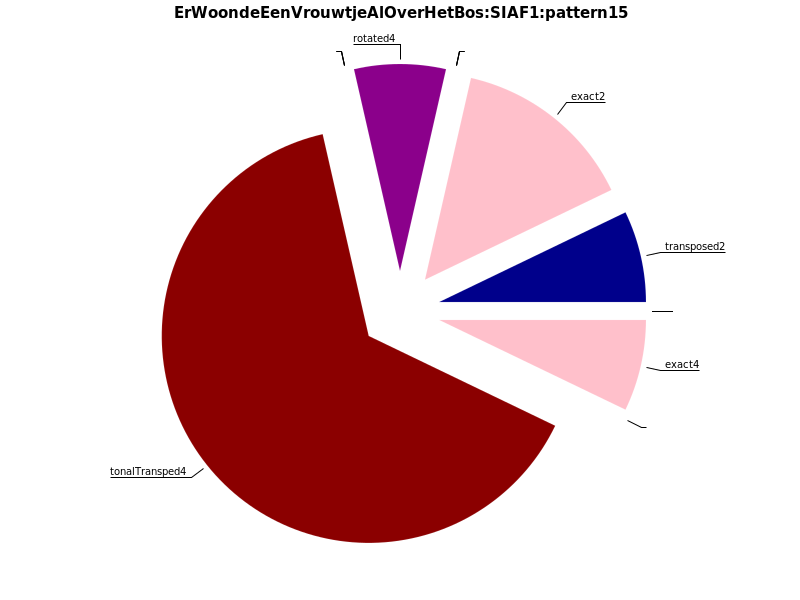 ErWoondeEenVrouwtjeAlOverHetBos:SIAF1:pattern15
rotated4
exact2
transposed2
exact4
tonalTransped4